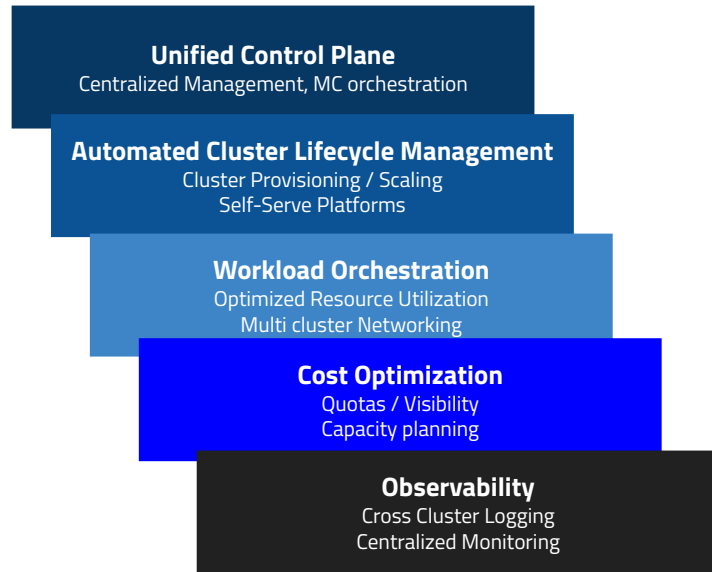 Unified Control Plane
Centralized Management, MC orchestration
Automated Cluster Lifecycle Management
Cluster Provisioning / Scaling
Self-Serve Platforms
Workload Orchestration
Optimized Resource Utilization
Multi cluster Networking
Cost Optimization
Quotas / Visibility
Capacity planning
Observability
Cross Cluster Logging
Centralized Monitoring